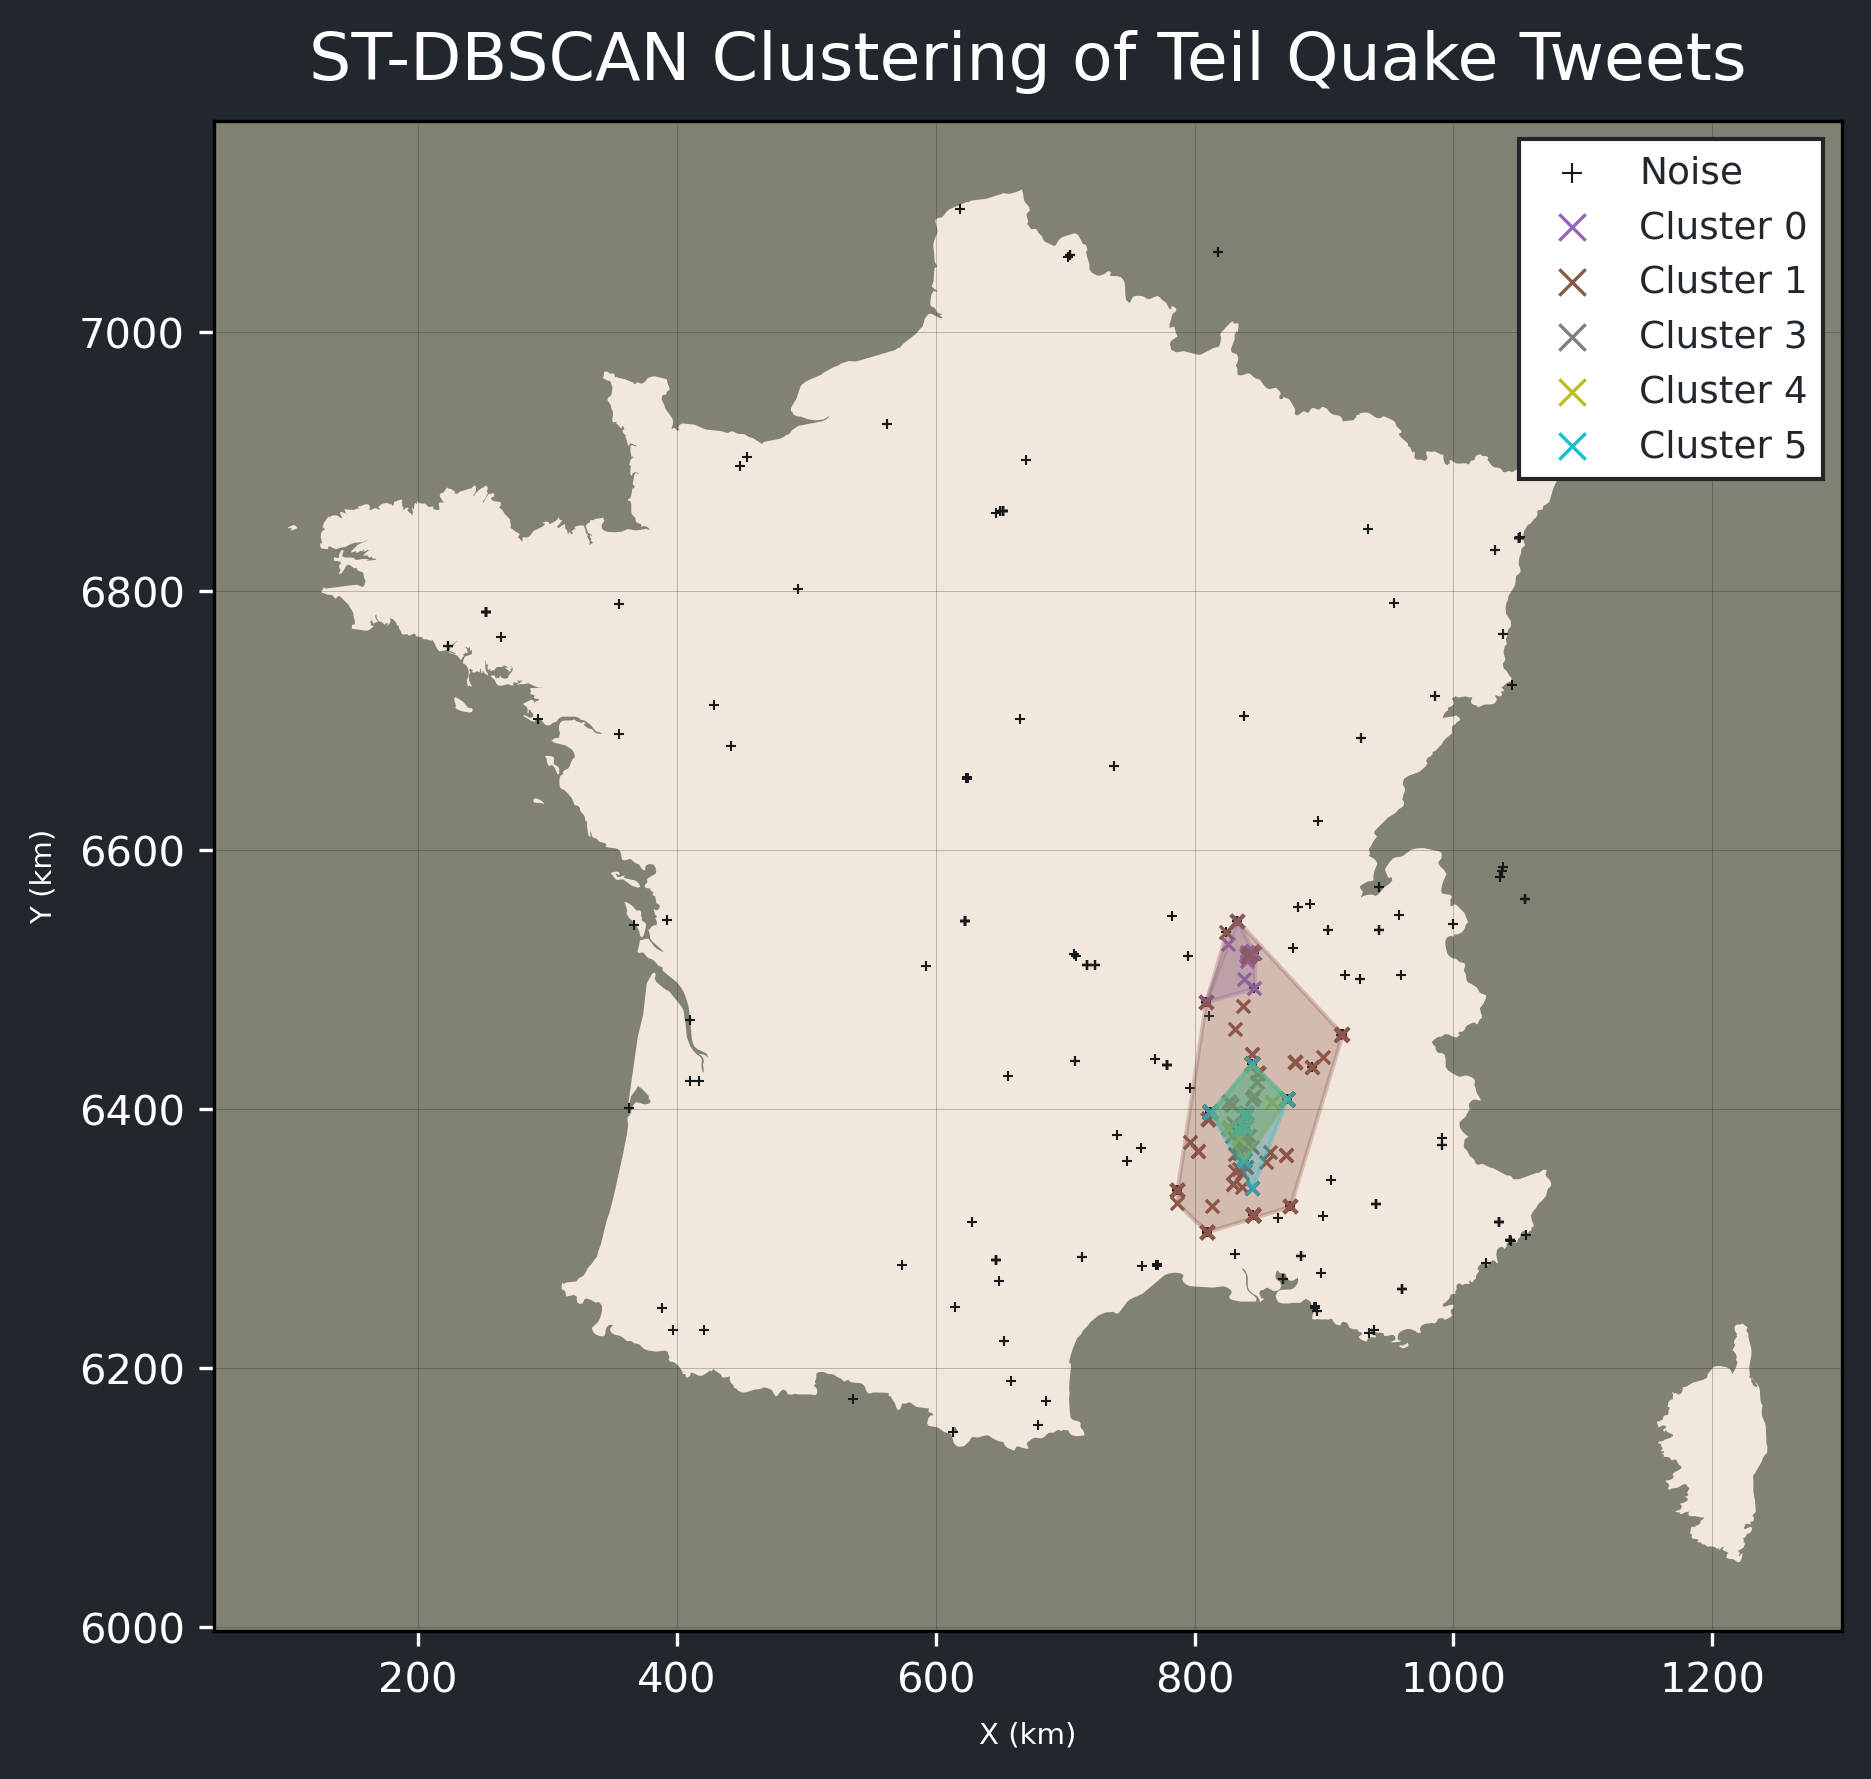 ST-DBSCAN Clustering of Teil Quake Tweets
Noise
Cluster 0
Cluster 1
Cluster 3
Cluster 4
Cluster 5
7000
6800
6600
6400
6200
6000
Y (km)
200 400 600 800 1000 1200
X (km)